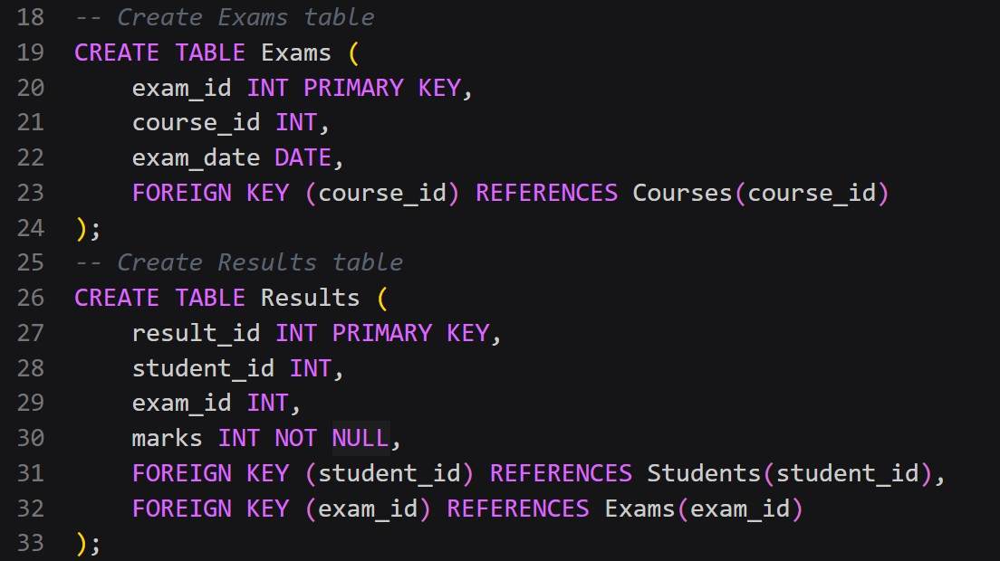 18 -- Create Exams table
19 CREATE TABLE Exams (
20     exam_id INT PRIMARY KEY,
21     course_id INT,
22     exam_date DATE,
23     FOREIGN KEY (course_id) REFERENCES Courses(course_id)
24 );
25 -- Create Results table
26 CREATE TABLE Results (
27     result_id INT PRIMARY KEY,
28     student_id INT,
29     exam_id INT,
30     marks INT NOT NULL,
31     FOREIGN KEY (student_id) REFERENCES Students(student_id),
32     FOREIGN KEY (exam_id) REFERENCES Exams(exam_id)
33 );